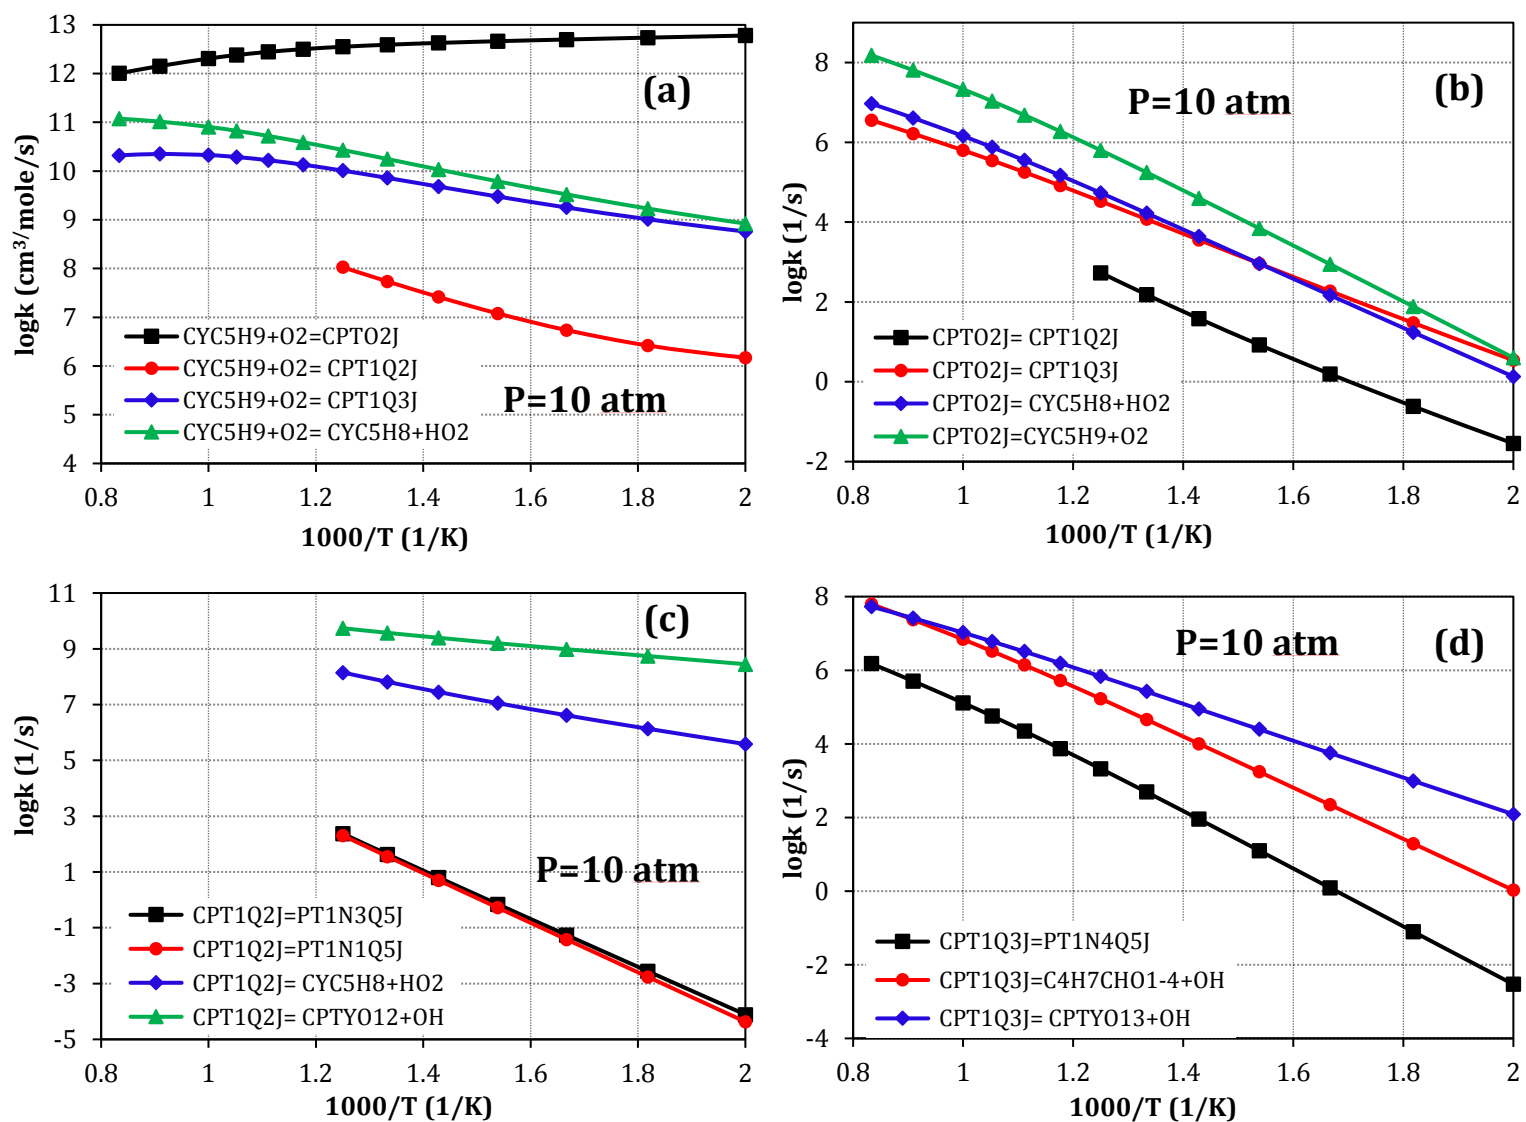 13
12
11
10
9
8
7
6
5
4
logk (cm³/mole/s)
(a)
CYC5H9+O2=CPTO2J
CYC5H9+O2= CPT1Q2J
CYC5H9+O2= CPT1Q3J
CYC5H9+O2= CYC5H8+HO2
P=10 atm
0.8 1 1.2 1.4 1.6 1.8 2
1000/T (1/K)
8
6
4
2
0
-2
logk (1/s)
P=10 atm
(b)
CPTO2J= CPT1Q2J
CPTO2J= CPT1Q3J
CPTO2J= CYC5H8+HO2
CPTO2J=CYC5H9+O2
0.8 1 1.2 1.4 1.6 1.8 2
1000/T (1/K)
11
9
7
5
3
1
-1
-3
-5
logk (1/s)
(c)
P=10 atm
CPT1Q2J=PT1N3Q5J
CPT1Q2J=PT1N1Q5J
CPT1Q2J= CYC5H8+HO2
CPT1Q2J= CPTYO12+OH
0.8 1 1.2 1.4 1.6 1.8 2
1000/T (1/K)
8
6
4
2
0
-2
-4
logk (1/s)
P=10 atm
(d)
CPT1Q3J=PT1N4Q5J
CPT1Q3J=C4H7CHO1-4+OH
CPT1Q3J= CPTYO13+OH
0.8 1 1.2 1.4 1.6 1.8 2
1000/T (1/K)